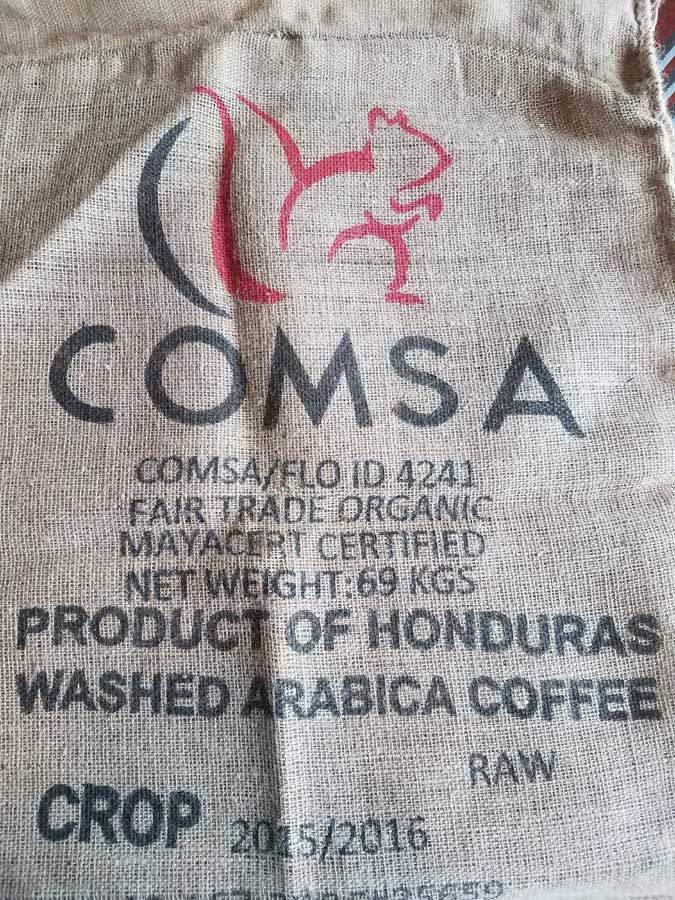 COMSA
COMSA/FLO ID 4241
FAIR TRADE ORGANIC
MAYACERT CERTIFIED
NET WEIGHT:69 KGS
PRODUCT OF HONDURAS
WASHED ARABICA COFFEE
RAW
CROP 2015/2016